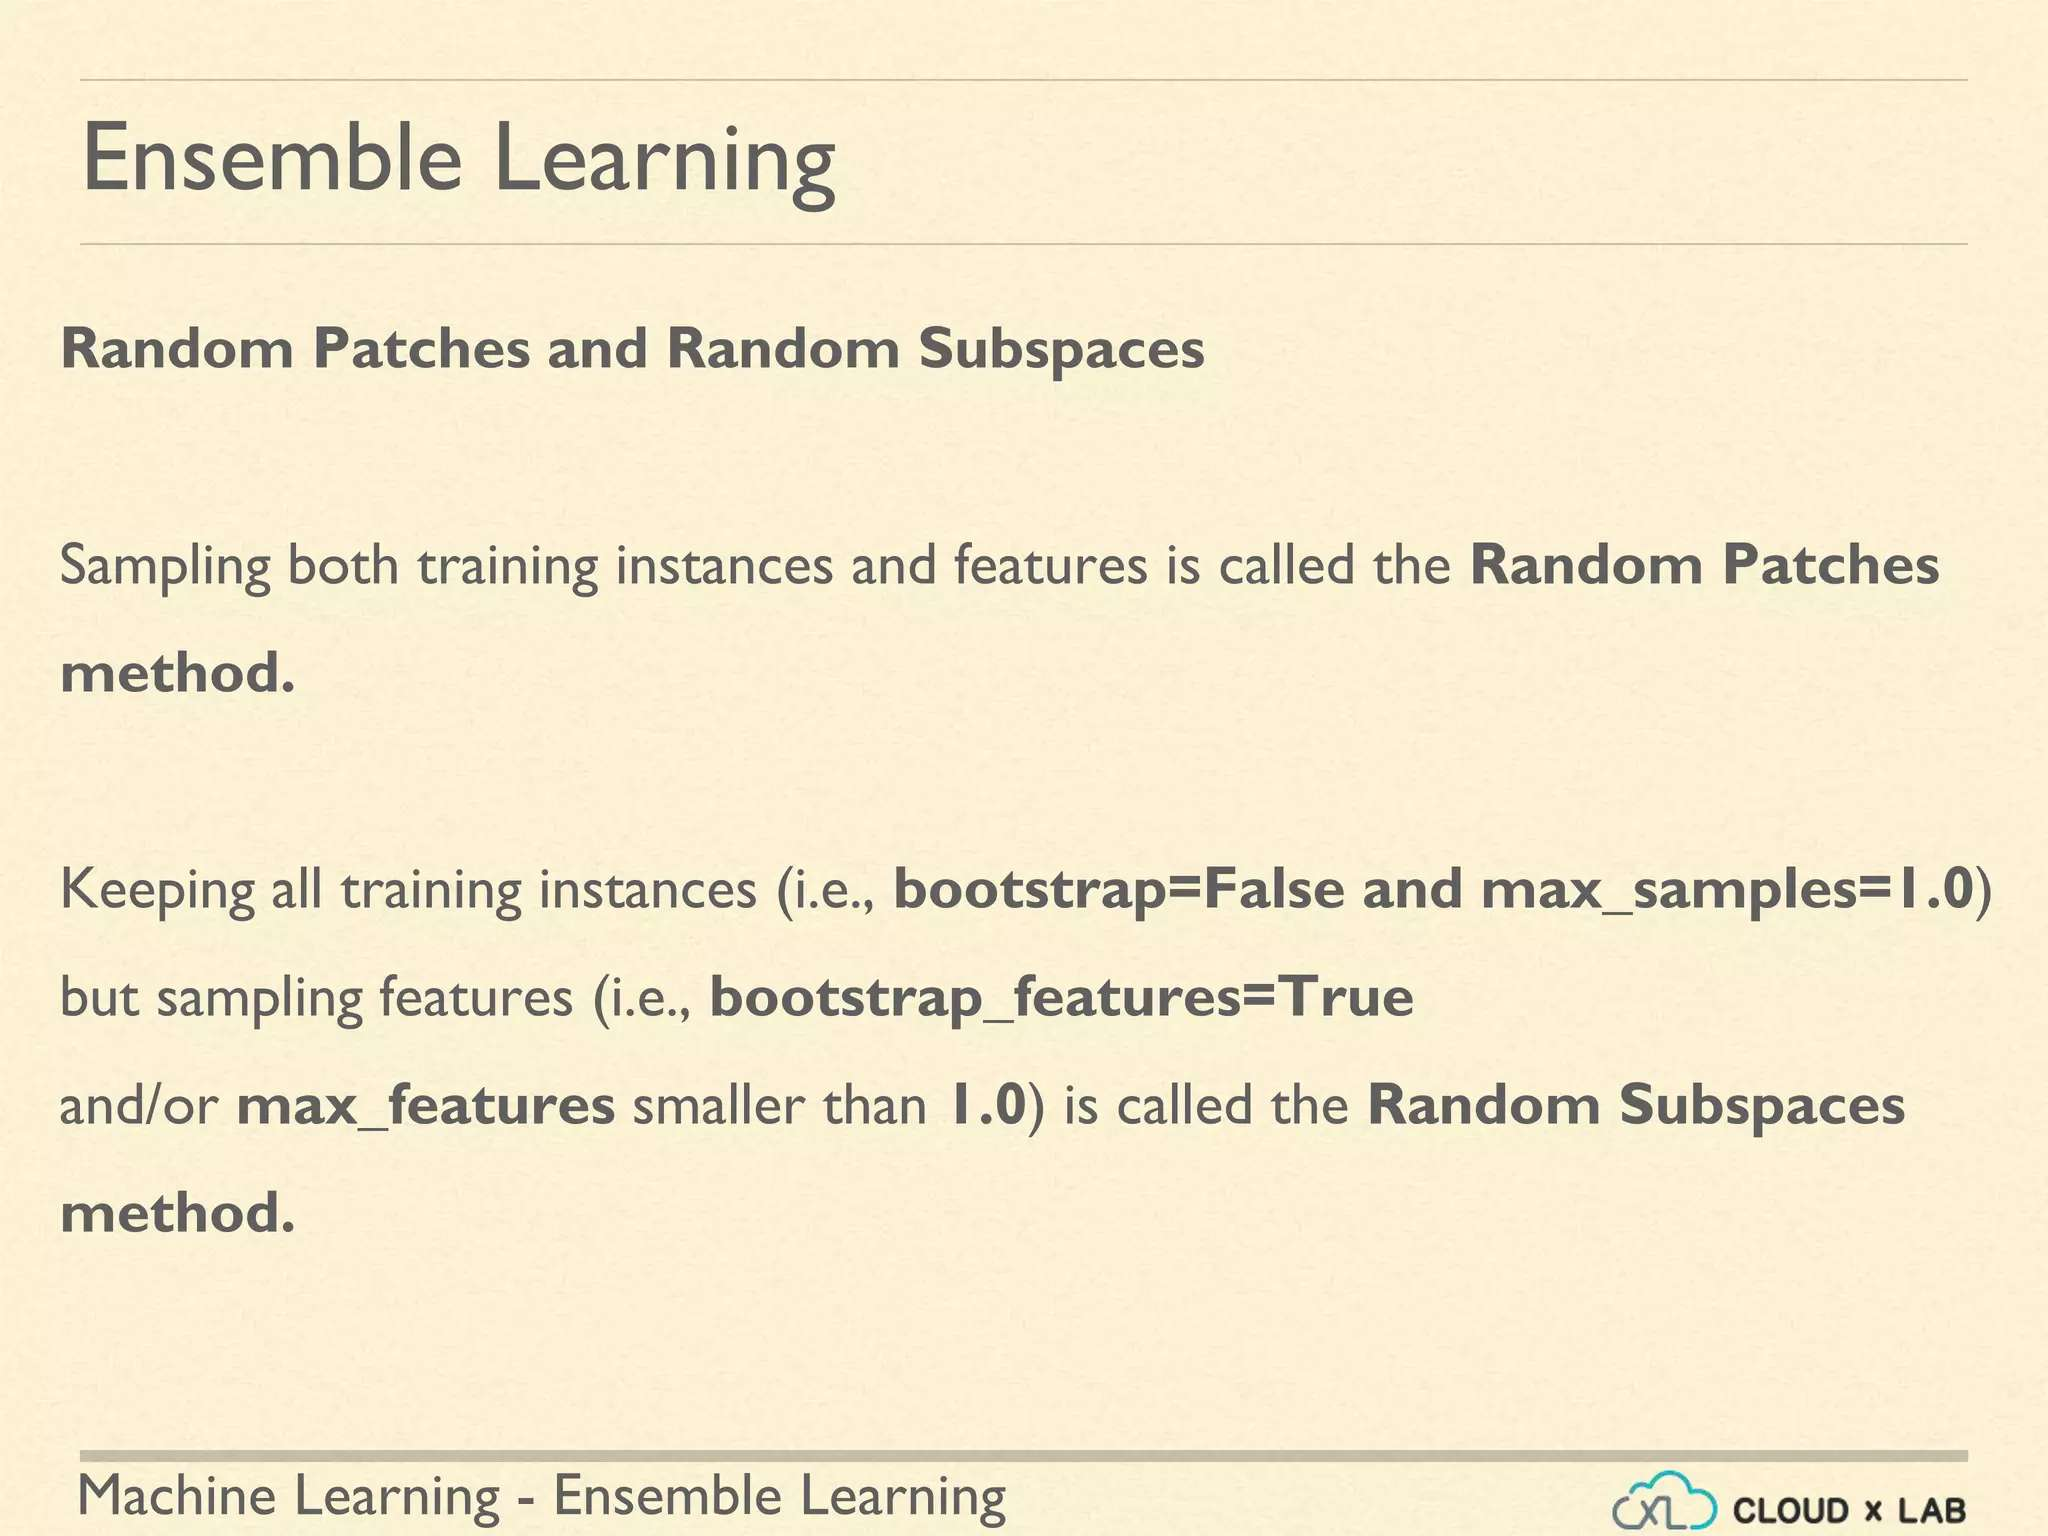 Ensemble Learning
Random Patches and Random Subspaces
Sampling both training instances and features is called the Random Patches
method.
Keeping all training instances (i.e., bootstrap=False and max_samples=1.0)
but sampling features (i.e., bootstrap_features=True
and/or max_features smaller than 1.0) is called the Random Subspaces
method.
Machine Learning - Ensemble Learning
CXL CLOUD x LAB